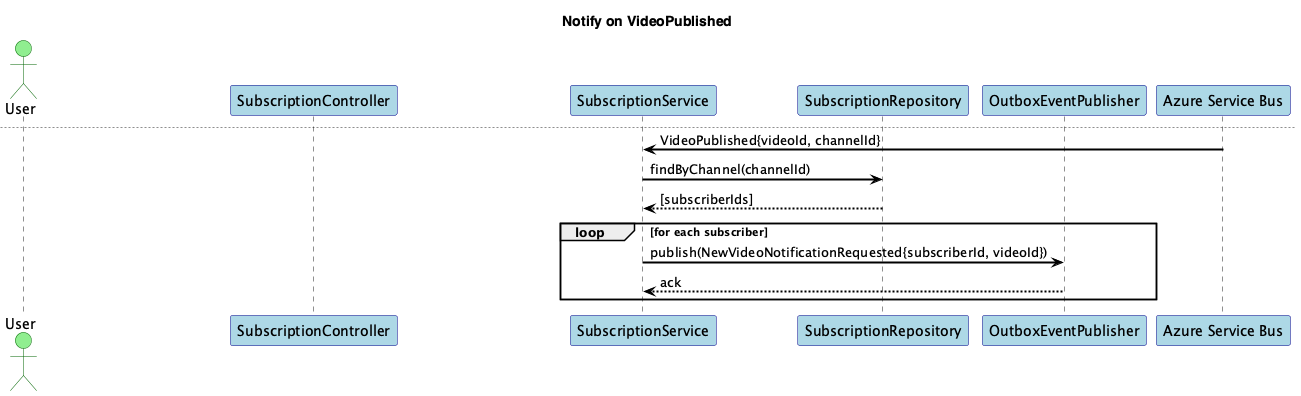 Notify on VideoPublished
User
SubscriptionController
SubscriptionService
SubscriptionRepository
OutboxEventPublisher
Azure Service Bus
VideoPublished{videoId, channelId}
findByChannel(channelId)
[subscriberIds]
loop
[for each subscriber]
publish(NewVideoNotificationRequested{subscriberId, videoId})
ack
User
SubscriptionController
SubscriptionService
SubscriptionRepository
OutboxEventPublisher
Azure Service Bus